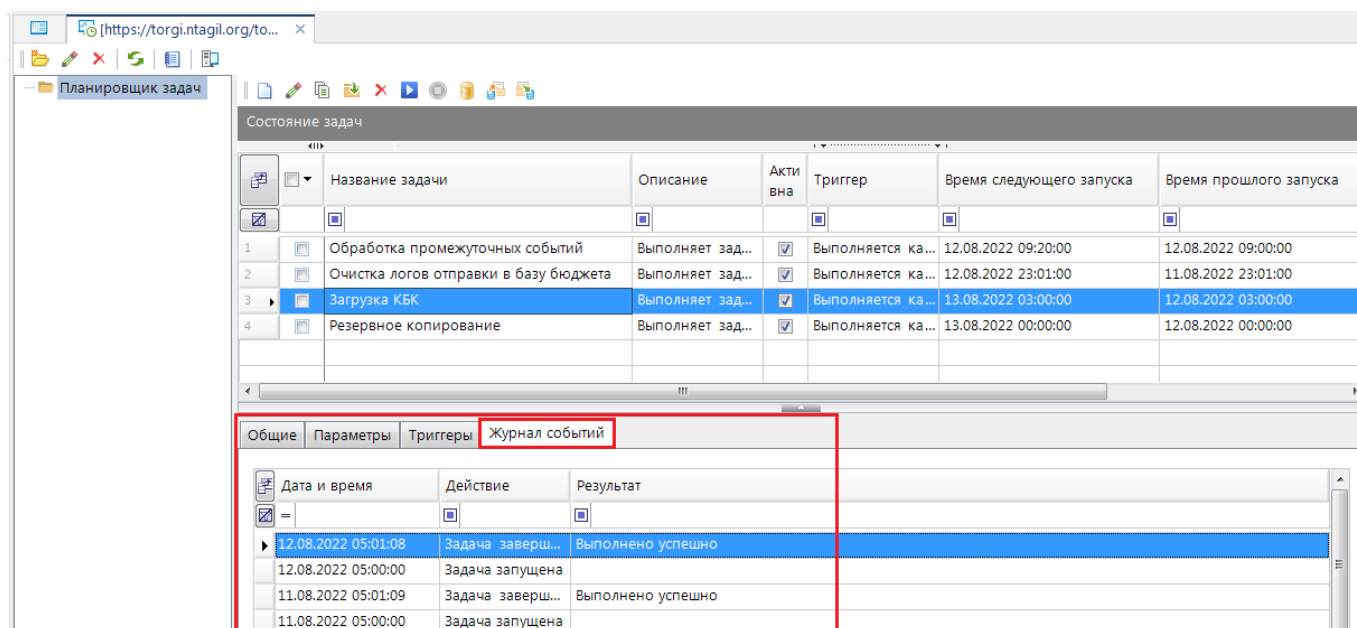 [https://torgi.ntagil.org/to...
Планировщик задач
Состояние задач
Название задачи Описание Акти вна Триггер Время следующего запуска Время прошлого запуска
1 Обработка промежуточных событий Выполняет зад... Выполняется ка... 12.08.2022 09:20:00 12.08.2022 09:00:00
2 Очистка логов отправки в базу бюджета Выполняет зад... Выполняется ка... 12.08.2022 23:01:00 11.08.2022 23:01:00
3 Загрузка КБК Выполняет зад... Выполняется ка... 13.08.2022 03:00:00 12.08.2022 03:00:00
4 Резервное копирование Выполняет зад... Выполняется ка... 13.08.2022 00:00:00 12.08.2022 00:00:00
Общие Параметры Триггеры Журнал событий
Дата и время Действие Результат
=
12.08.2022 05:01:08 Задача заверш... Выполнено успешно
12.08.2022 05:00:00 Задача запущена
11.08.2022 05:01:09 Задача заверш... Выполнено успешно
11.08.2022 05:00:00 Задача запущена